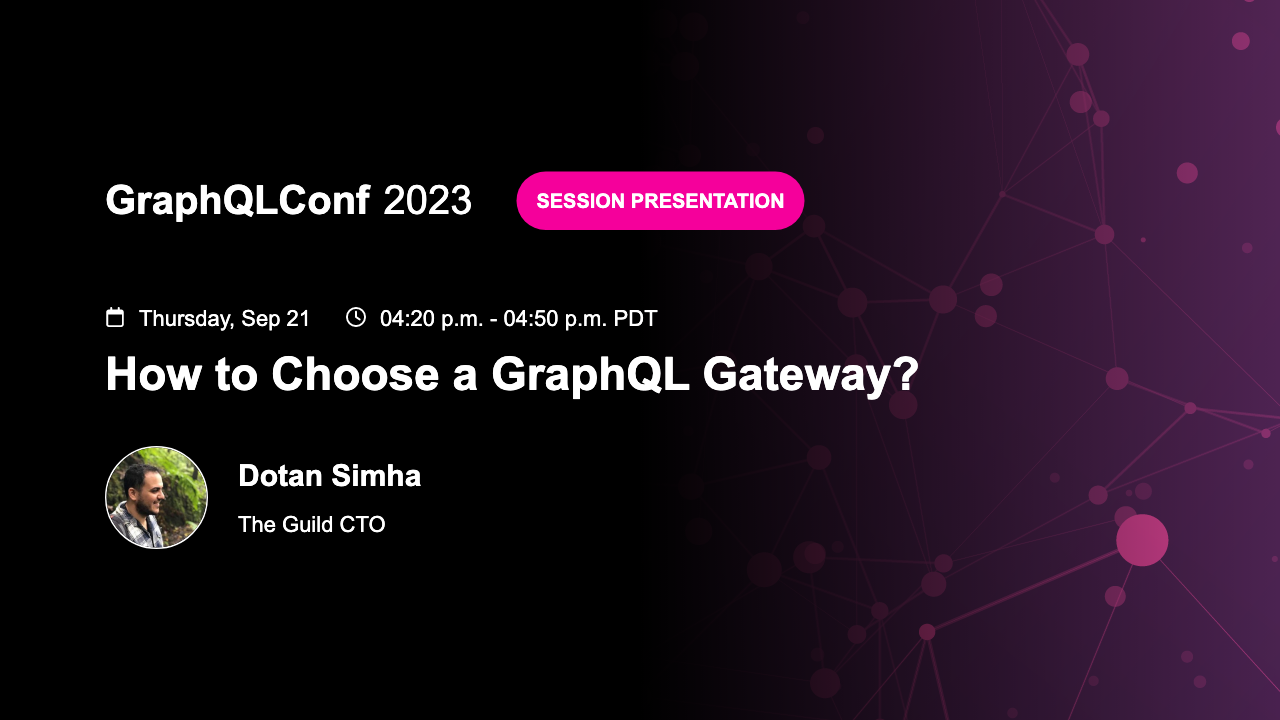 GraphQLConf 2023
SESSION PRESENTATION
Thursday, Sep 21 04:20 p.m. - 04:50 p.m. PDT
How to Choose a GraphQL Gateway?
Dotan Simha
The Guild CTO